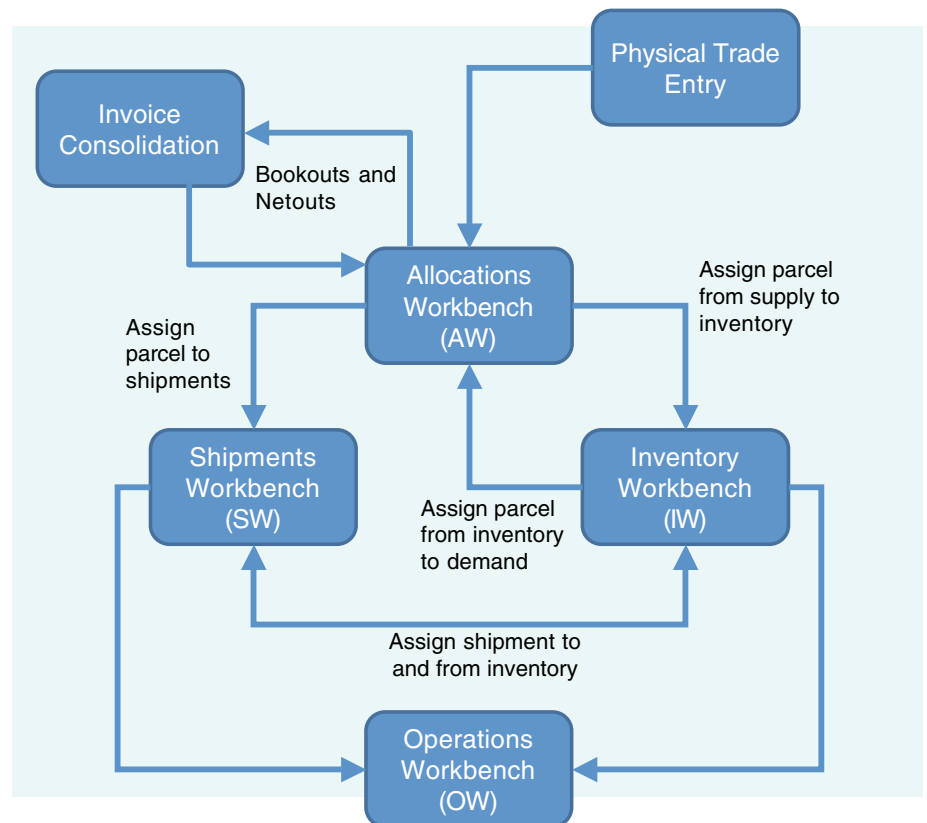 Physical Trade
Entry
Invoice
Consolidation
Bookouts and
Netouts
Allocations
Workbench
(AW)
Assign parcel
from supply to
inventory
Assign
parcel to
shipments
Shipments
Workbench
(SW)
Inventory
Workbench
(IW)
Assign parcel
from inventory
to demand
Assign shipment to
and from inventory
Operations
Workbench
(OW)